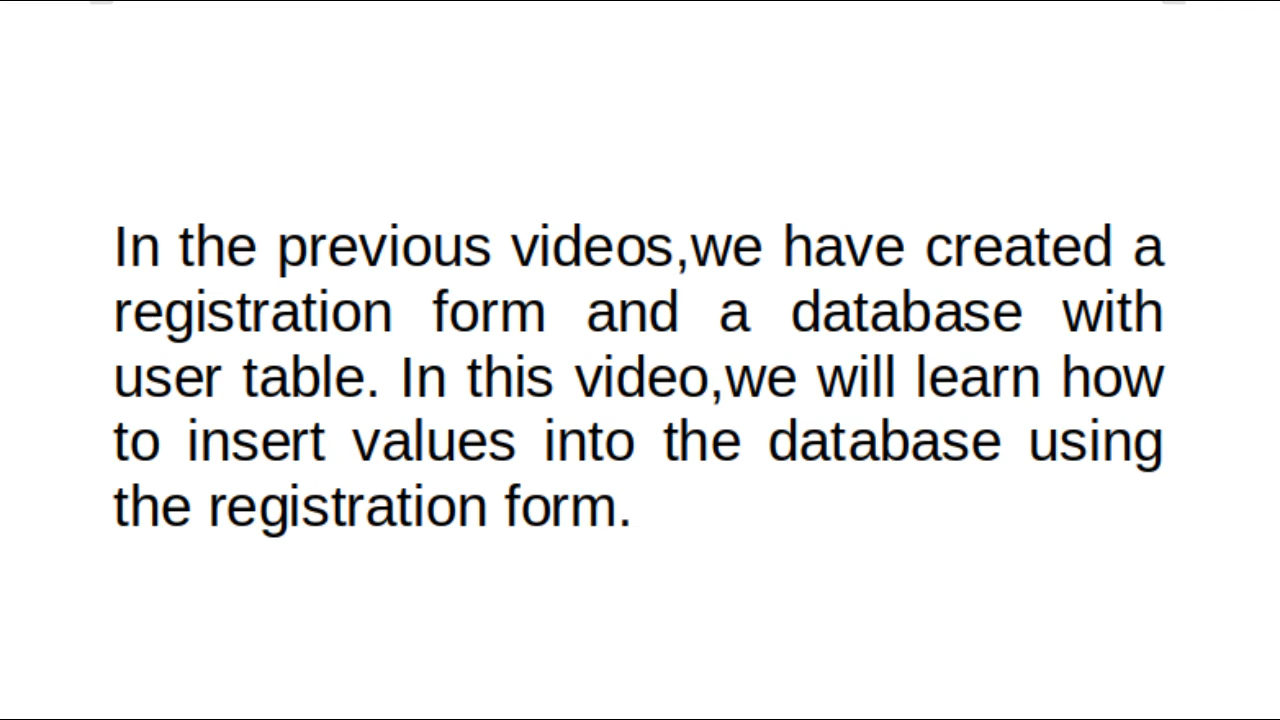 In the previous videos,we have created a
registration form and a database with
user table. In this video,we will learn how
to insert values into the database using
the registration form.